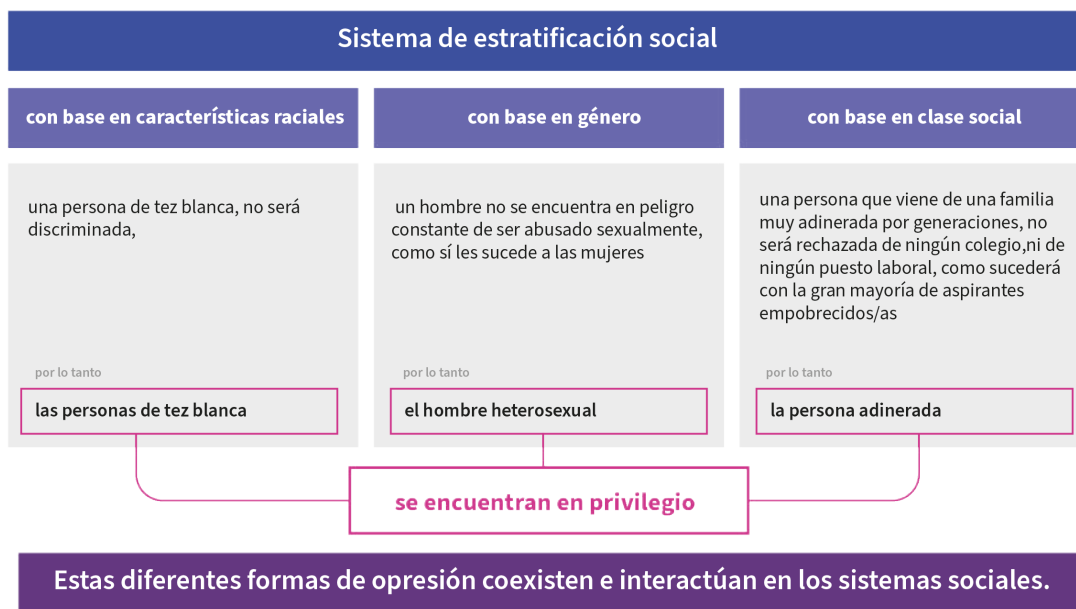 Sistema de estratificación social
con base en características raciales
una persona de tez blanca, no será
discriminada,
por lo tanto
las personas de tez blanca
con base en género
un hombre no se encuentra en peligro
constante de ser abusado sexualmente,
como sí les sucede a las mujeres
por lo tanto
el hombre heterosexual
con base en clase social
una persona que viene de una familia
muy adinerada por generaciones, no
será rechazada de ningún colegio,ni de
ningún puesto laboral, como sucederá
con la gran mayoría de aspirantes
empobrecidos/as
por lo tanto
la persona adinerada
se encuentran en privilegio
Estas diferentes formas de opresión coexisten e interactúan en los sistemas sociales.